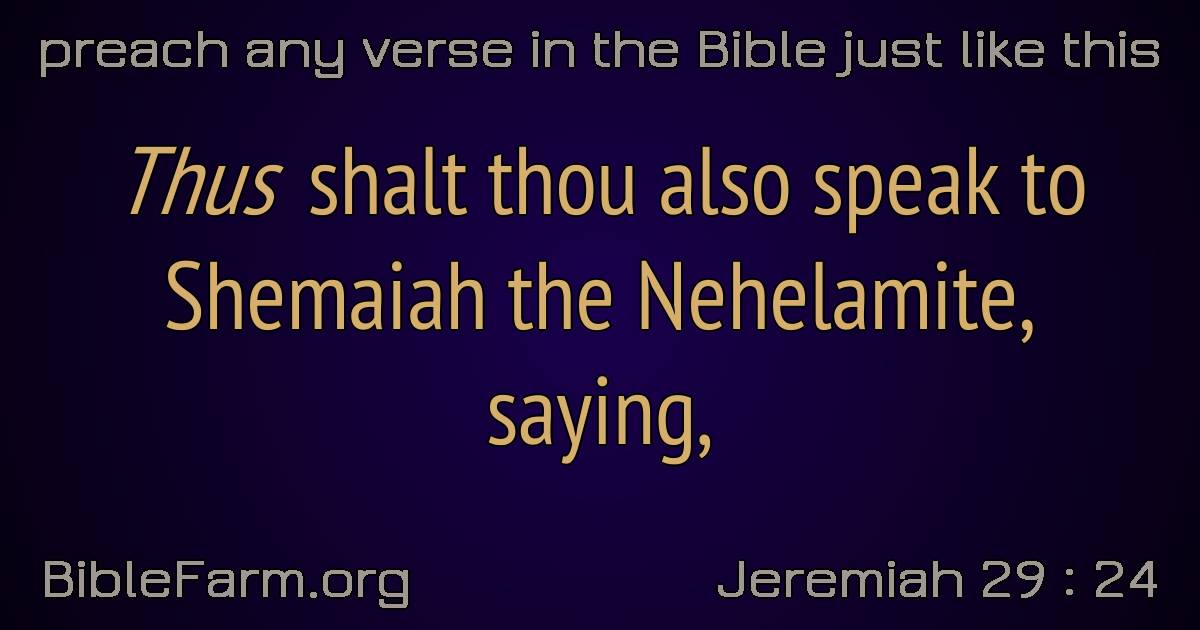 preach any verse in the Bible just like this
Thus shalt thou also speak to
Shemaiah the Nehelamite,
saying,
BibleFarm.org
Jeremiah 29 : 24